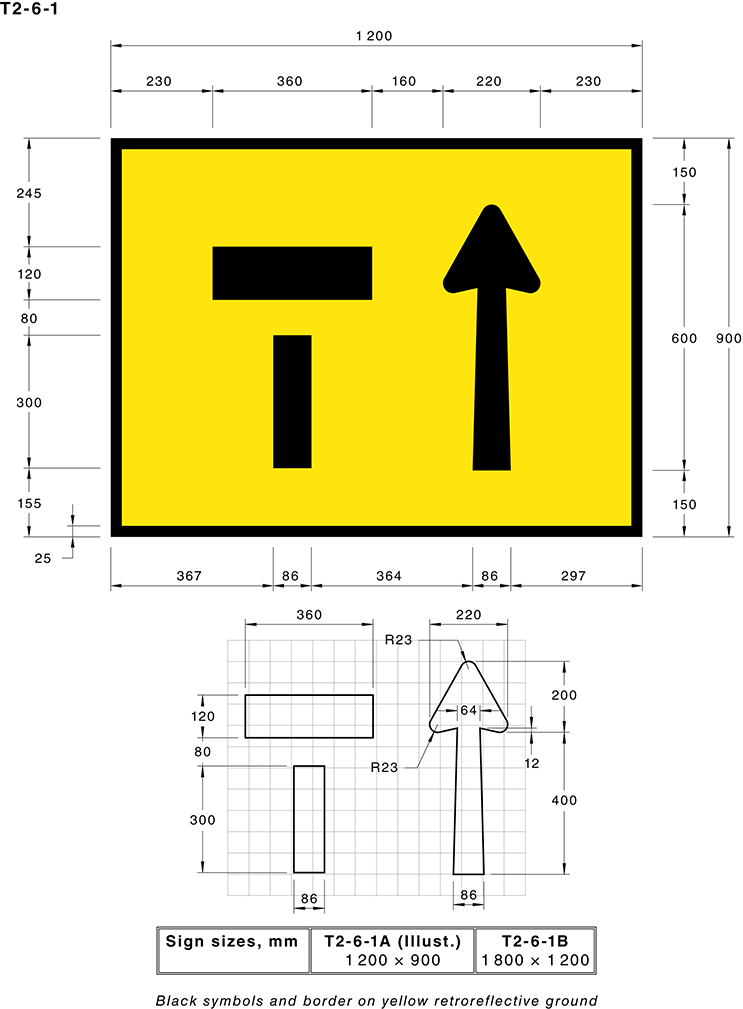 T2-6-1
1 200
230 360 160 220 230
245
120
80
300
155
25
150
600
900
150
367 86 364 86 297
360 220
R23
120
80
300
64
200
12
R23
400
86 86
Sign sizes, mm T2-6-1A (Illust.) T2-6-1B
1 200 × 900 1 800 × 1 200
Black symbols and border on yellow retroreflective ground